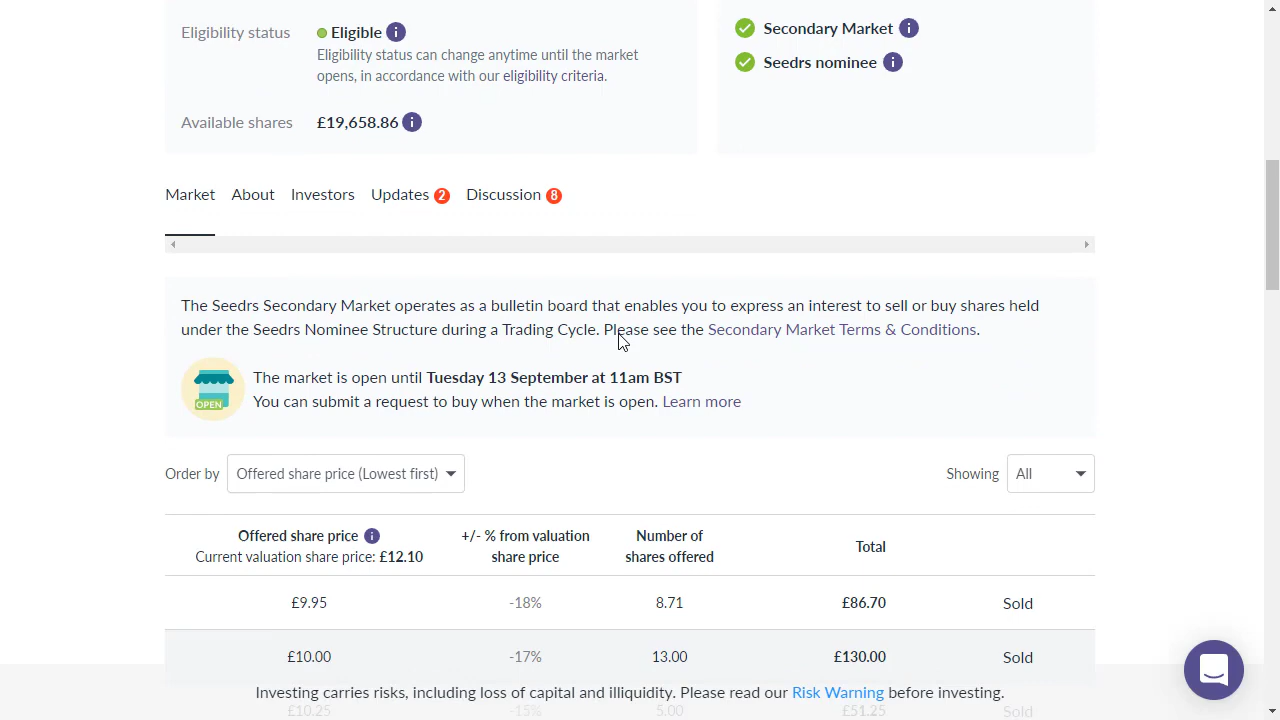 Eligibility status Eligible i
Eligibility status can change anytime until the market
opens, in accordance with our eligibility criteria.
Available shares £19,658.86 i
Secondary Market i
Seedrs nominee i
Market About Investors Updates 2 Discussion 8
The Seedrs Secondary Market operates as a bulletin board that enables you to express an interest to sell or buy shares held
under the Seedrs Nominee Structure during a Trading Cycle. Please see the Secondary Market Terms & Conditions.
OPEN
The market is open until Tuesday 13 September at 11am BST
You can submit a request to buy when the market is open. Learn more
Order by Offered share price (Lowest first) Showing All
Offered share price i +/- % from valuation Number of
Current valuation share price: £12.10 share price shares offered Total
£9.95 -18% 8.71 £86.70 Sold
£10.00 -17% 13.00 £130.00 Sold
Investing carries risks, including loss of capital and illiquidity. Please read our Risk Warning before investing.
£10.25 -15% 5.00 £51.25 Sold